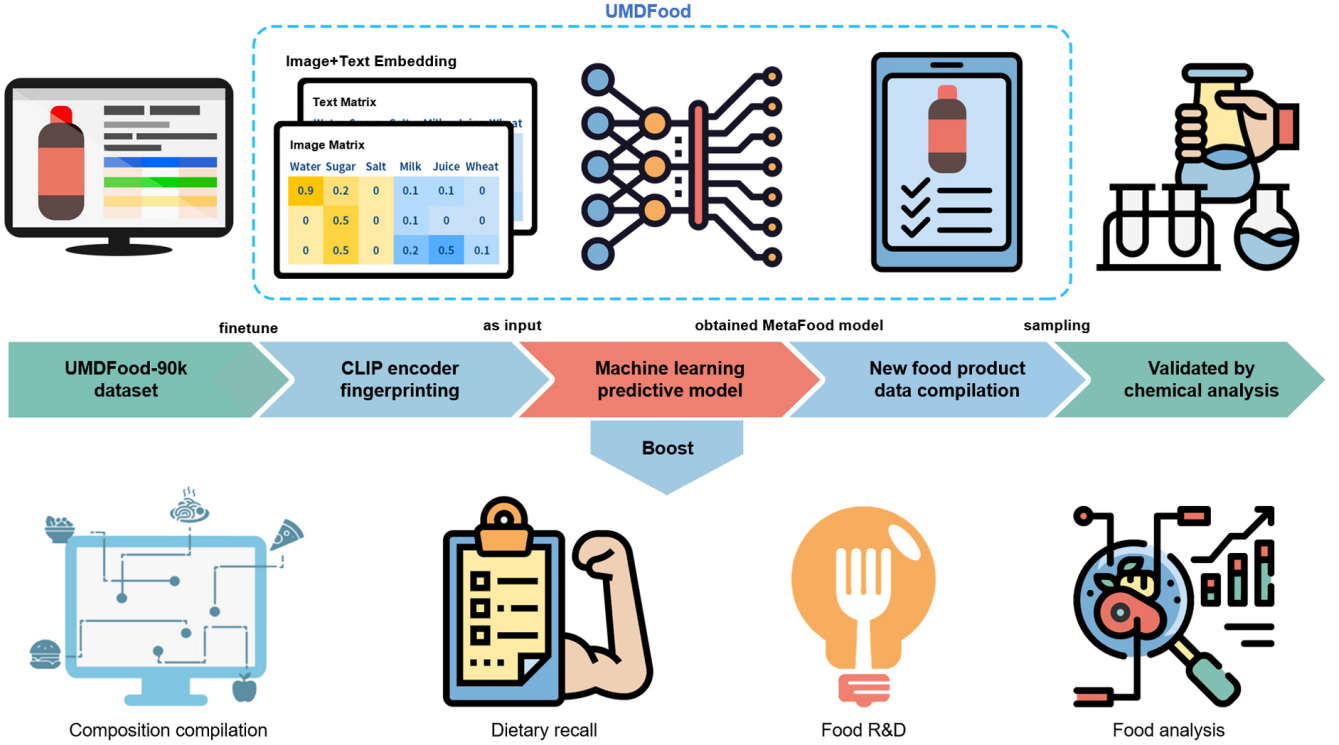 UMDFood
Image+Text Embedding
Text Matrix
Image Matrix
Water Sugar Salt Milk Juice Wheat
0.9 0.2 0 0.1 0.1 0
0 0.5 0 0.1 0 0
0 0.5 0 0.2 0.5 0.1
finetune
as input
obtained MetaFood model
sampling
UMDFood-90k
dataset
CLIP encoder
fingerprinting
Machine learning
predictive model
New food product
data compilation
Validated by
chemical analysis
Boost
Composition compilation
Dietary recall
Food R&D
Food analysis